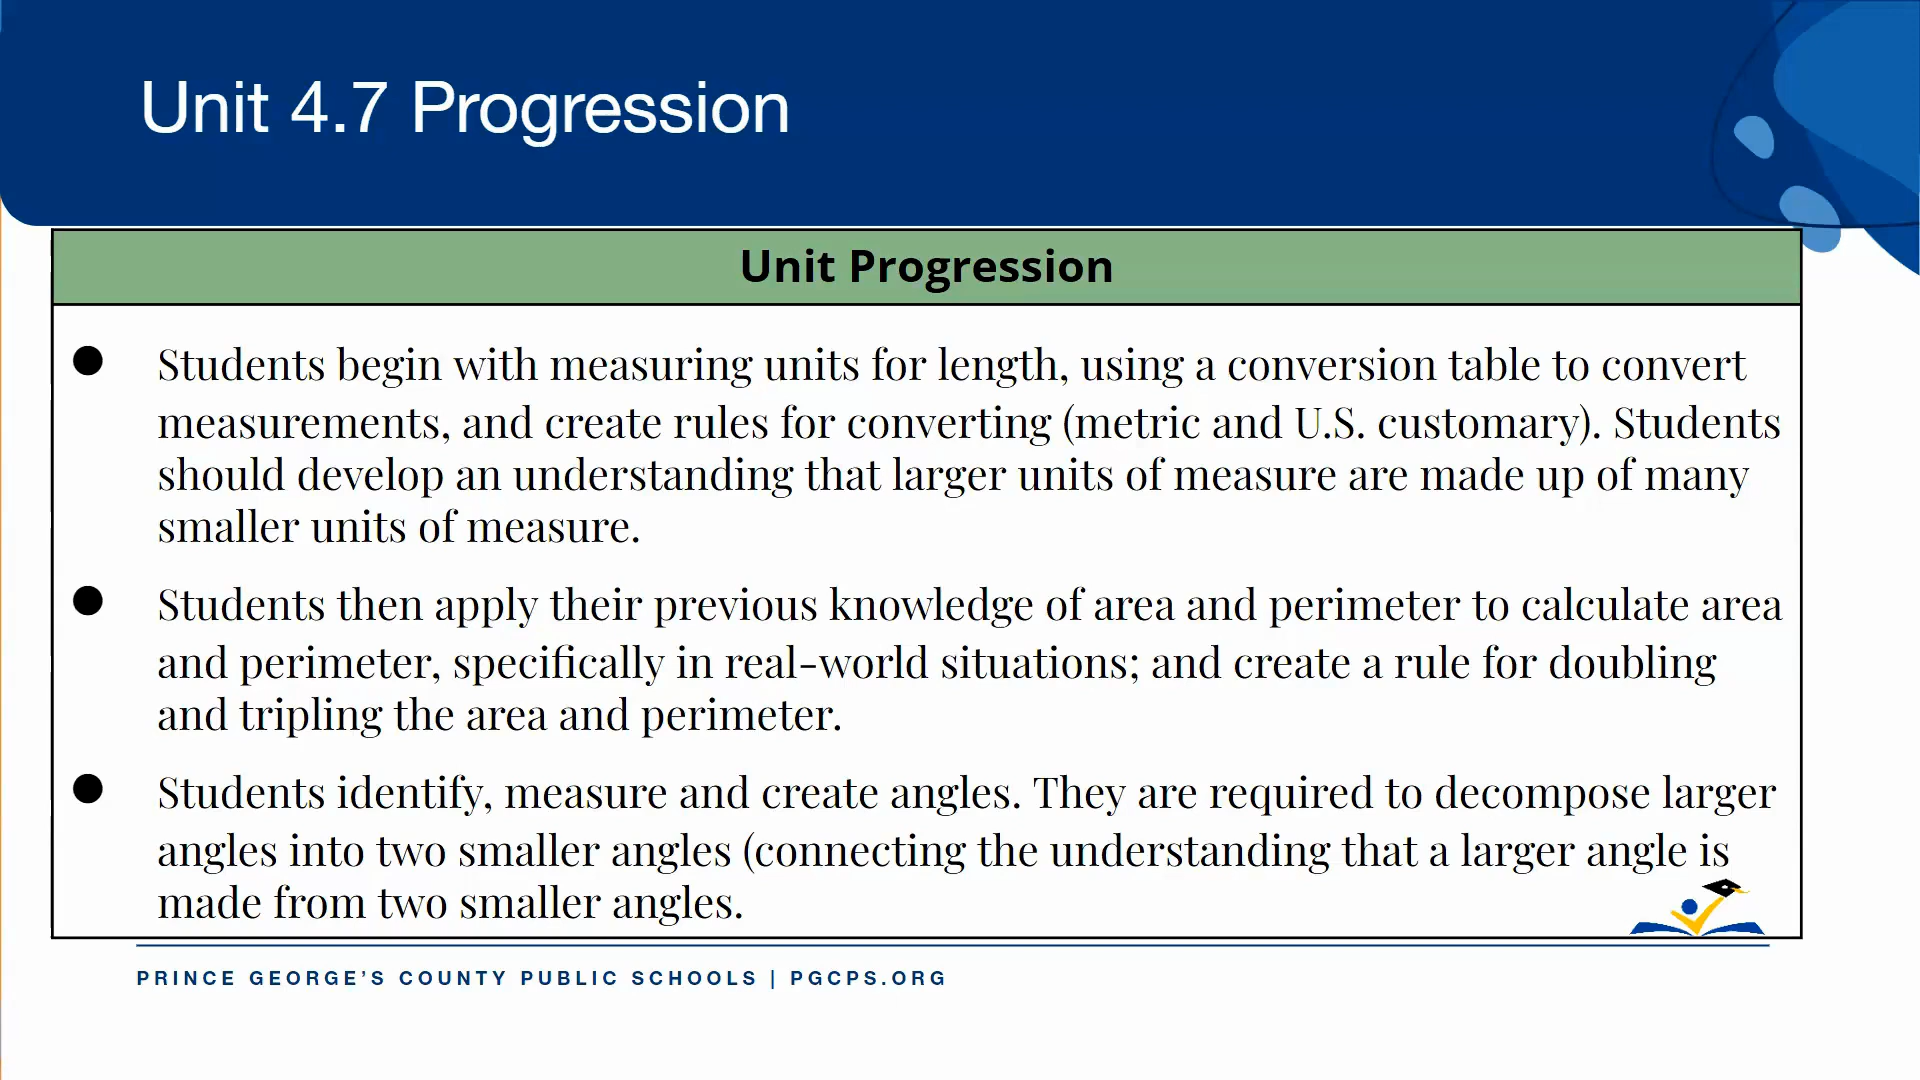 Unit 4.7 Progression
Unit Progression
● Students begin with measuring units for length, using a conversion table to convert
measurements, and create rules for converting (metric and U.S. customary). Students
should develop an understanding that larger units of measure are made up of many
smaller units of measure.
● Students then apply their previous knowledge of area and perimeter to calculate area
and perimeter, specifically in real-world situations; and create a rule for doubling
and tripling the area and perimeter.
● Students identify, measure and create angles. They are required to decompose larger
angles into two smaller angles (connecting the understanding that a larger angle is
made from two smaller angles.
PRINCE GEORGE'S COUNTY PUBLIC SCHOOLS | PGCPS.ORG